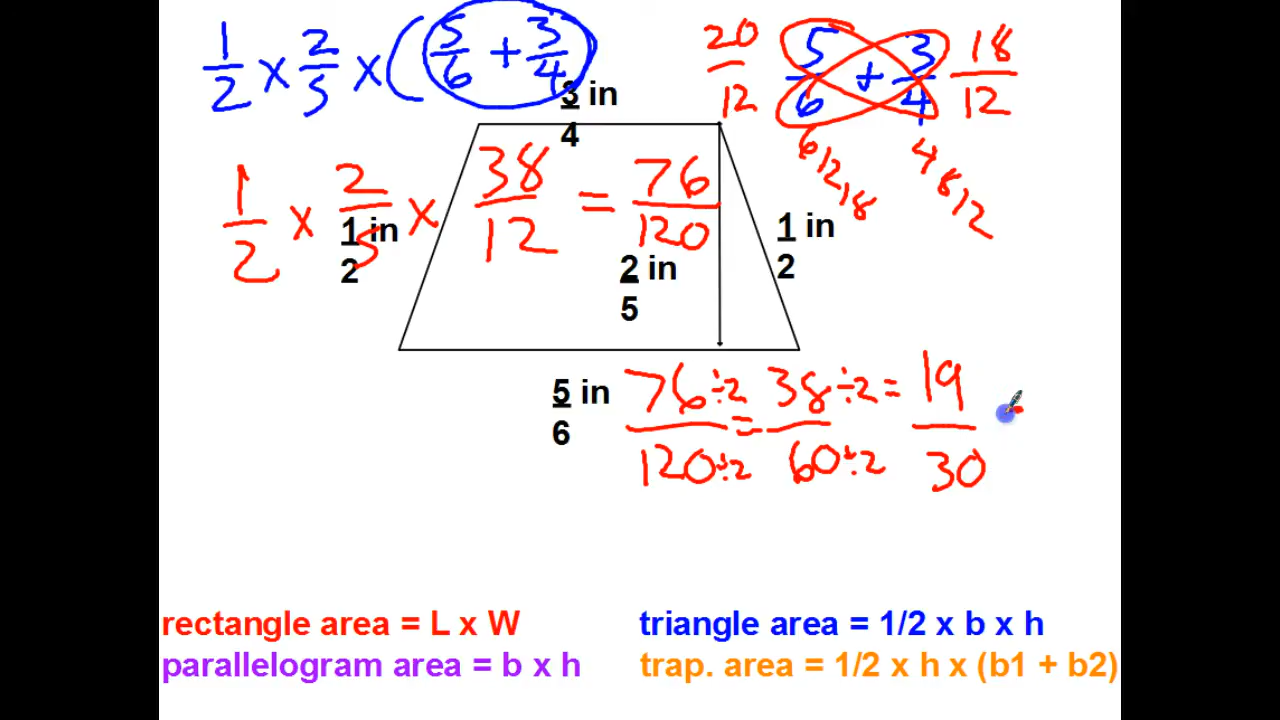 1/2 × 2/5 × ( 5/6 + 3/4
20/12 5/6 + 3/4 18/12
6 12 18
4 8 12
3/4 in
1/2 × 2/5 × 38/12 = 76/120
1/2 in
1/2 in
2/5 in
5/6 in
76÷2/120÷2 = 38÷2/60÷2 = 19/30
rectangle area = L x W
triangle area = 1/2 x b x h
parallelogram area = b x h
trap. area = 1/2 x h x (b1 + b2)